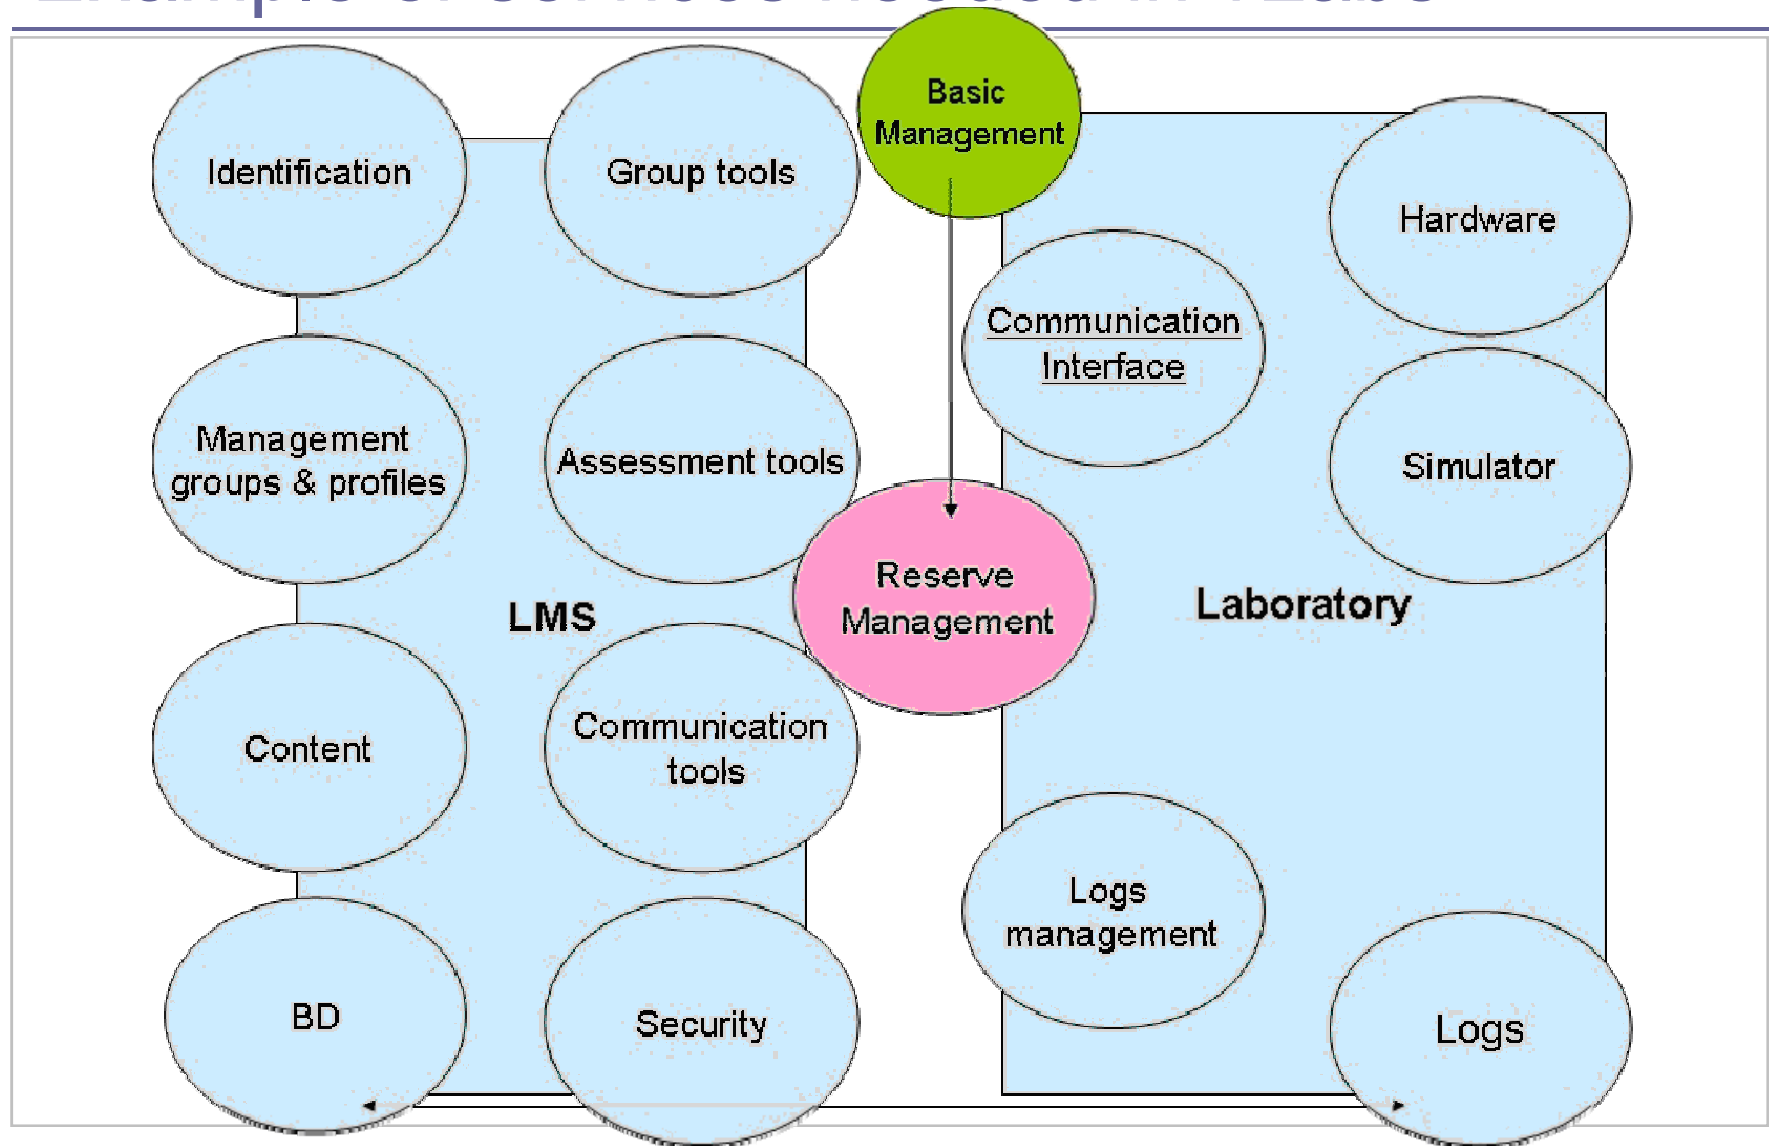 Basic
Management
Identification
Group tools
Hardware
Communication
Interface
Management
groups & profiles
Assessment tools
Simulator
Reserve
Management
LMS
Laboratory
Content
Communication
tools
Logs
management
BD
Security
Logs